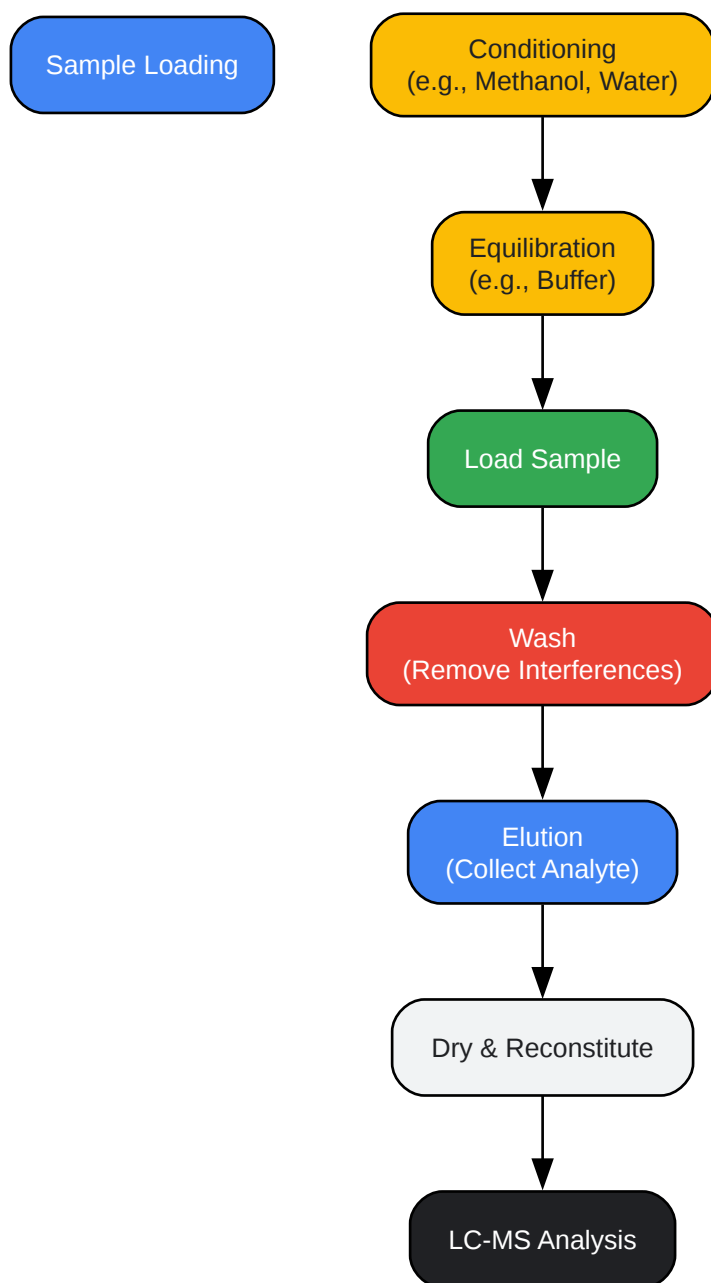 Sample Loading
Conditioning
(e.g., Methanol, Water)
Equilibration
(e.g., Buffer)
Load Sample
Wash
(Remove Interferences)
Elution
(Collect Analyte)
Dry & Reconstitute
LC-MS Analysis